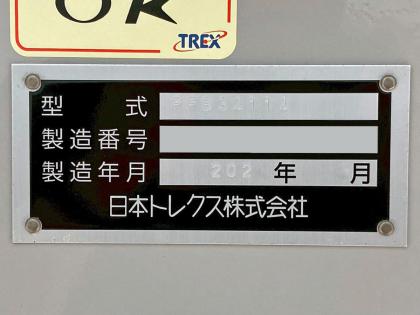 OK
TREX
型式
製造番号
製造年月 202 年 月
日本トレクス株式会社